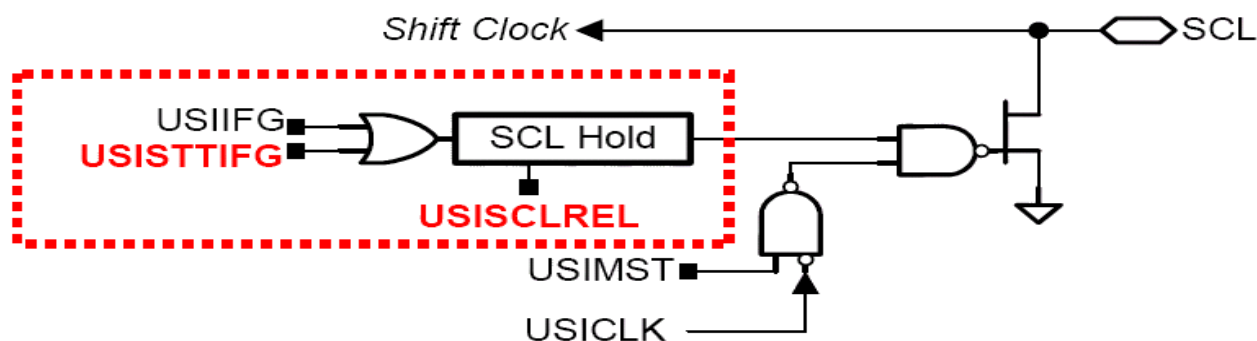 Shift Clock
SCL
USIIFG
SCL Hold
USISTTIFG
USISCLREL
USIMST
USICLK